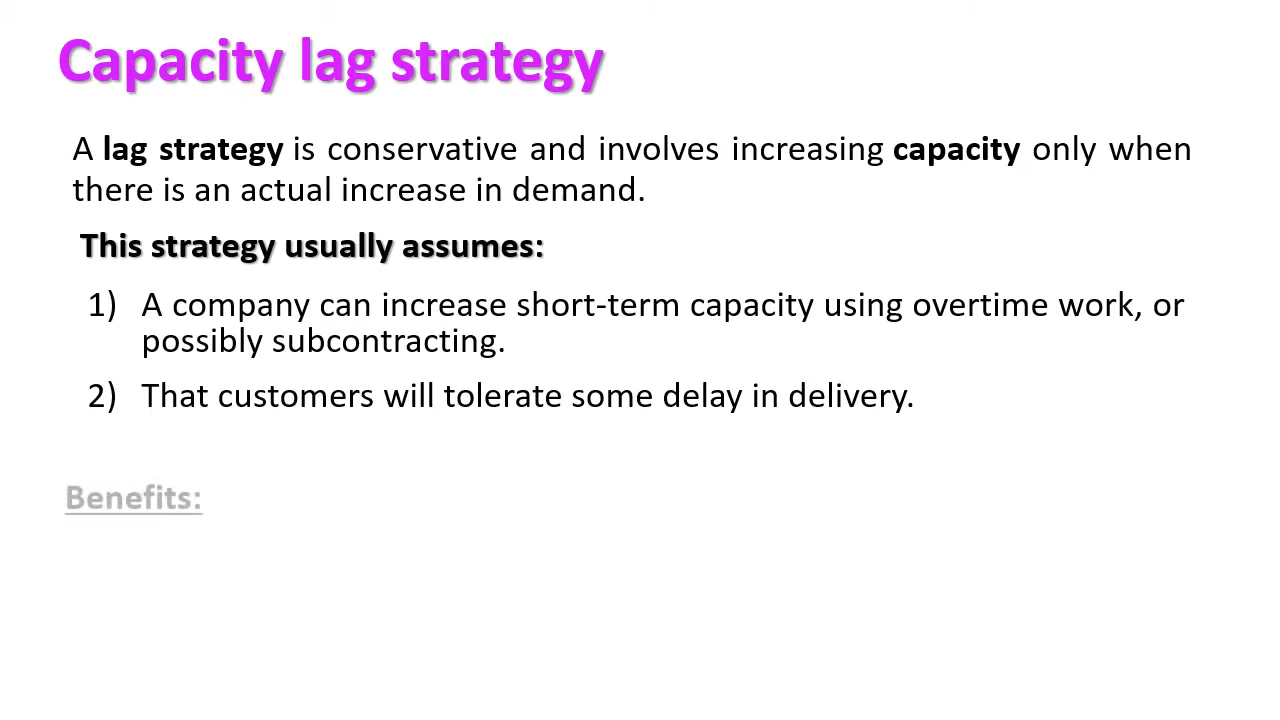 Capacity lag strategy
A lag strategy is conservative and involves increasing capacity only when
there is an actual increase in demand.
This strategy usually assumes:
1) A company can increase short-term capacity using overtime work, or
possibly subcontracting.
2) That customers will tolerate some delay in delivery.
Benefits: